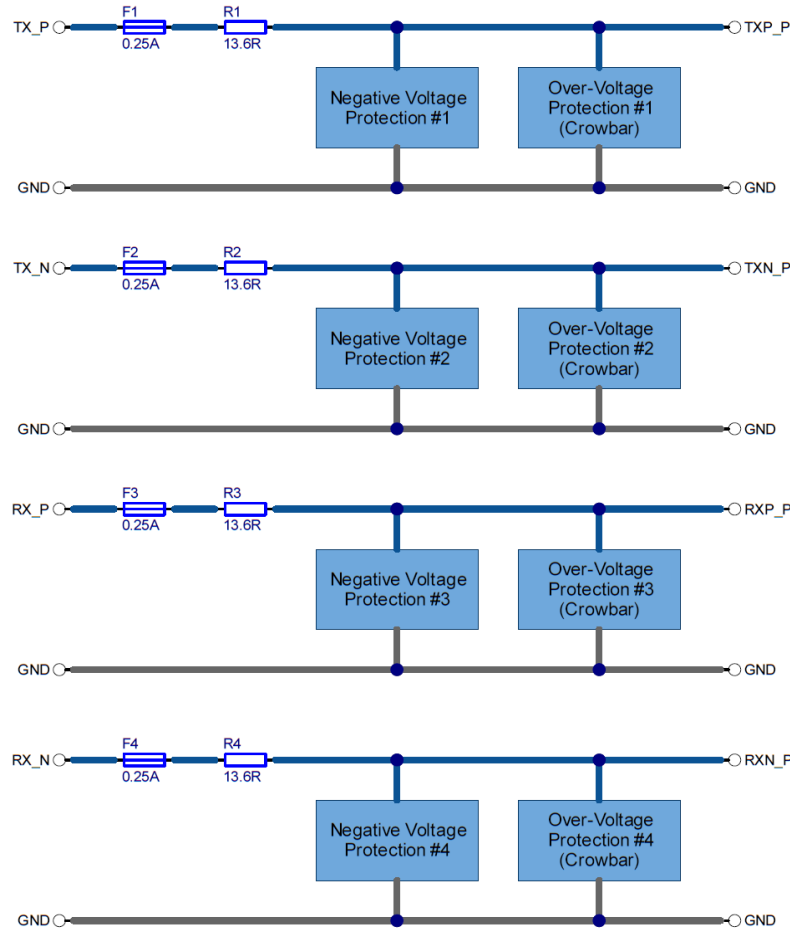 TX_P
F1
0.25A
R1
13.6R
TXP_P
Negative Voltage
Protection #1
Over-Voltage
Protection #1
(Crowbar)
GND
GND
TX_N
F2
0.25A
R2
13.6R
TXN_P
Negative Voltage
Protection #2
Over-Voltage
Protection #2
(Crowbar)
GND
GND
RX_P
F3
0.25A
R3
13.6R
RXP_P
Negative Voltage
Protection #3
Over-Voltage
Protection #3
(Crowbar)
GND
GND
RX_N
F4
0.25A
R4
13.6R
RXN_P
Negative Voltage
Protection #4
Over-Voltage
Protection #4
(Crowbar)
GND
GND